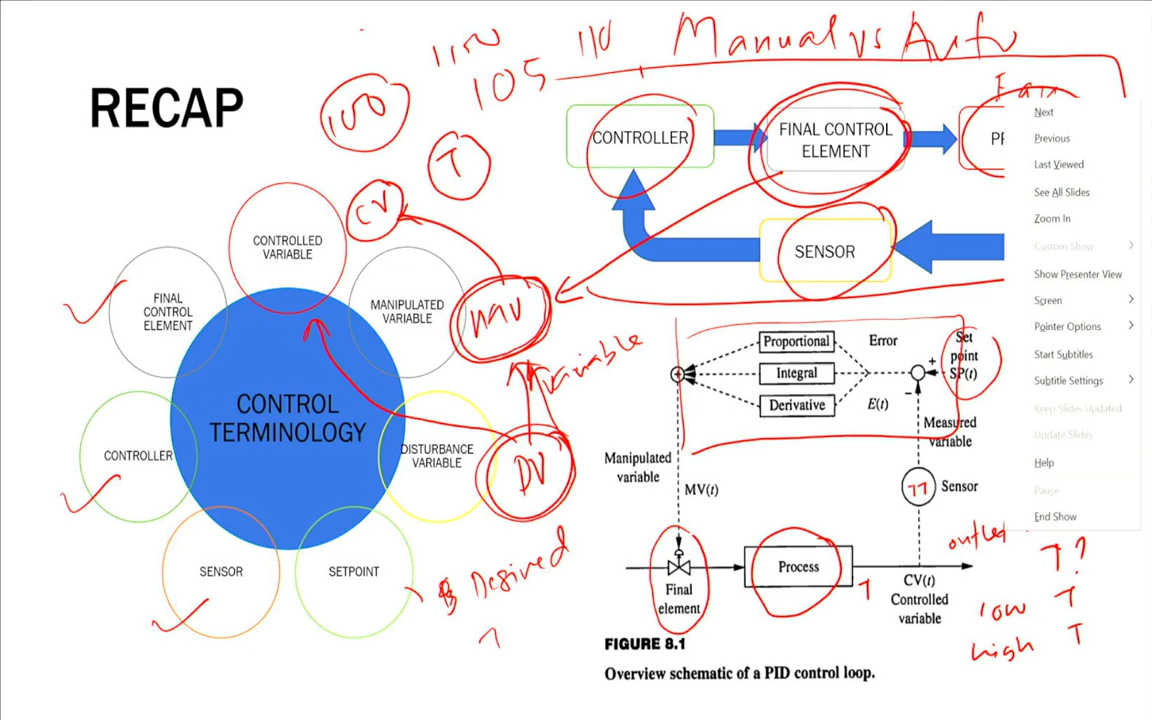 110
Manual vs Auto
105
RECAP
100
T
CONTROLLER
FINAL CONTROL
ELEMENT
SENSOR
CV
CONTROLLED
VARIABLE
FINAL
CONTROL
ELEMENT
MANIPULATED
VARIABLE
MV
variable
CONTROL
TERMINOLOGY
CONTROLLER
DISTURBANCE
VARIABLE
DV
SENSOR
SETPOINT
Desired
T
Next
Previous
Last Viewed
See All Slides
Zoom In
Custom Show
Show Presenter View
Screen
Pointer Options
Start Subtitles
Subtitle Settings
Keep Slides Updated
Update Slides
Help
Pause
End Show
Proportional
Integral
Derivative
Error
E(t)
Set
point
SP(t)
+
+
−
Measured
variable
Manipulated
variable
MV(t)
TT
Sensor
Final
element
Process
T
CV(t)
Controlled
variable
outlet
T?
low T
high T
FIGURE 8.1
Overview schematic of a PID control loop.